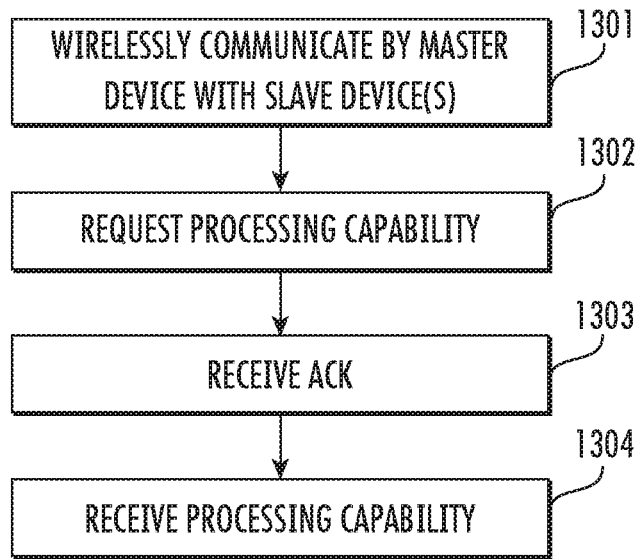 1301
WIRELESSLY COMMUNICATE BY MASTER
DEVICE WITH SLAVE DEVICE(S)
1302
REQUEST PROCESSING CAPABILITY
1303
RECEIVE ACK
1304
RECEIVE PROCESSING CAPABILITY